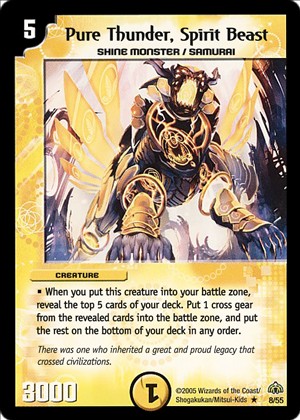 5
Pure Thunder, Spirit Beast
SHINE MONSTER / SAMURAI
CREATURE
▪ When you put this creature into your battle zone,
reveal the top 5 cards of your deck. Put 1 cross gear
from the revealed cards into the battle zone, and put
the rest on the bottom of your deck in any order.
There was one who inherited a great and proud legacy that
crossed civilizations.
3000
1
©2005 Wizards of the Coast/
Shogakukan/Mitsui-Kids ★ 8/55